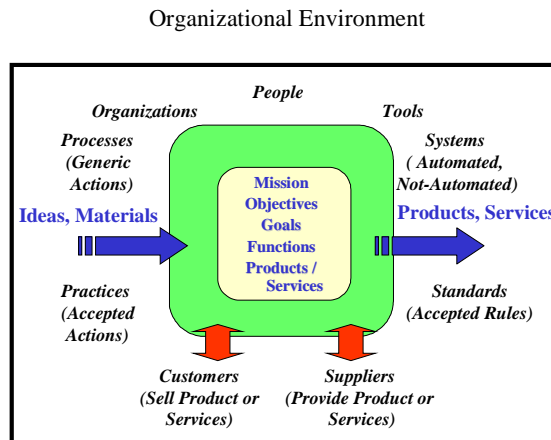 Organizational Environment
People
Organizations
Tools
Processes
(Generic
Actions)
Systems
( Automated,
Not-Automated)
Mission
Objectives
Goals
Functions
Products /
Services
Ideas, Materials
Products, Services
Practices
(Accepted
Actions)
Standards
(Accepted Rules)
Customers
(Sell Product or
Services)
Suppliers
(Provide Product or
Services)